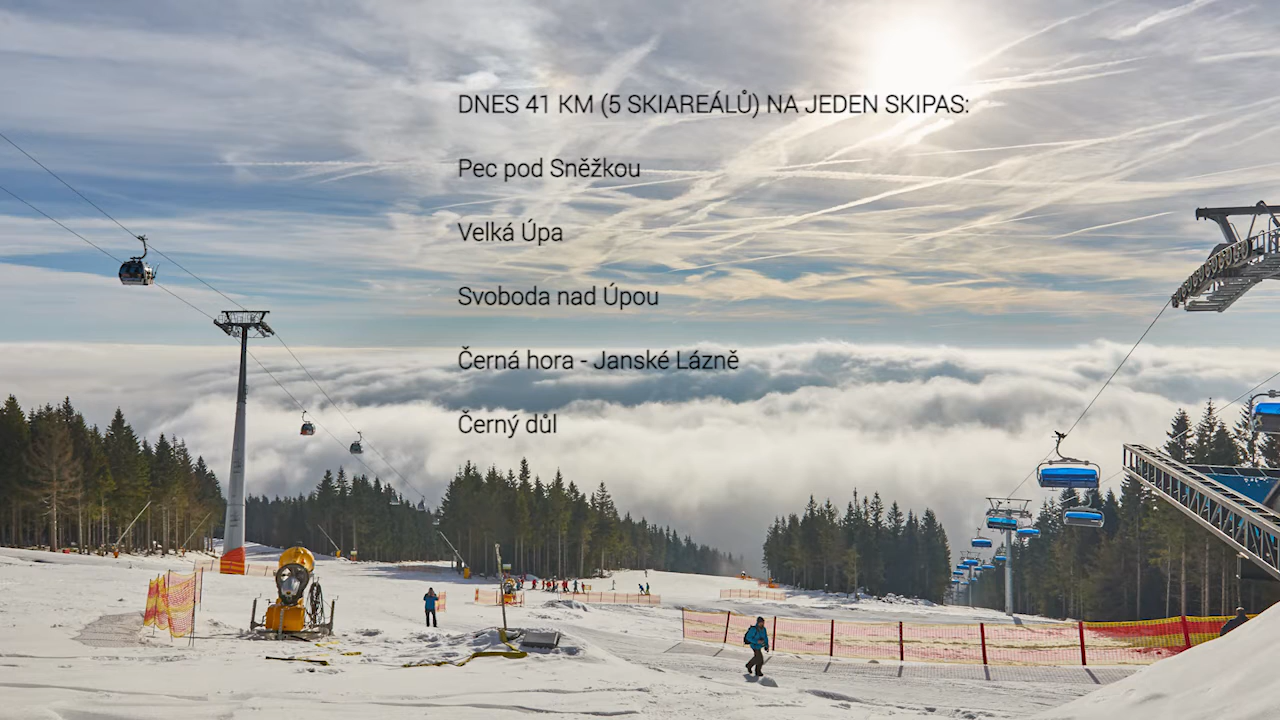 DNES 41 KM (5 SKIAREÁLŮ) NA JEDEN SKIPAS:
Pec pod Sněžkou
Velká Úpa
Svoboda nad Úpou
Černá hora - Janské Lázně
Černý důl